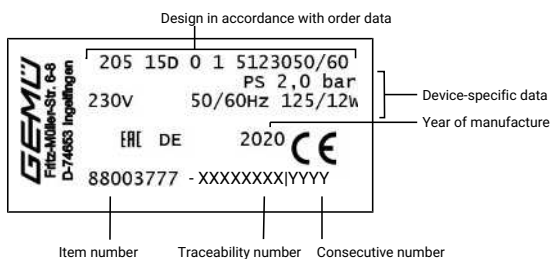 Design in accordance with order data
GEMÜ
Fritz-Müller-Str. 6-8
D-74653 Ingelfingen
205 15D 0 1 5123050/60
PS 2,0 bar
230V 50/60Hz 125/12W
Device-specific data
Year of manufacture
EAC DE 2020 CE
88003777 - XXXXXXXX|YYYY
Item number Traceability number Consecutive number